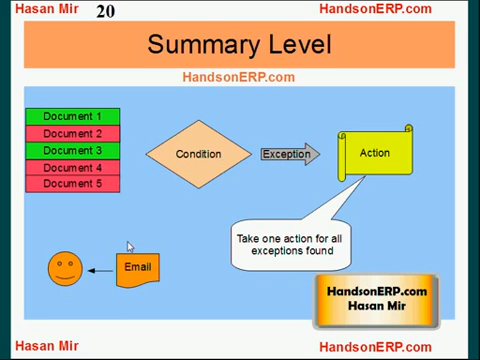 Hasan Mir 20 HandsonERP.com
Summary Level
HandsonERP.com
Document 1
Document 2
Document 3
Document 4
Document 5
Condition
Exception
Action
Take one action for all
exceptions found
Email
HandsonERP.com
Hasan Mir
Hasan Mir HandsonERP.com